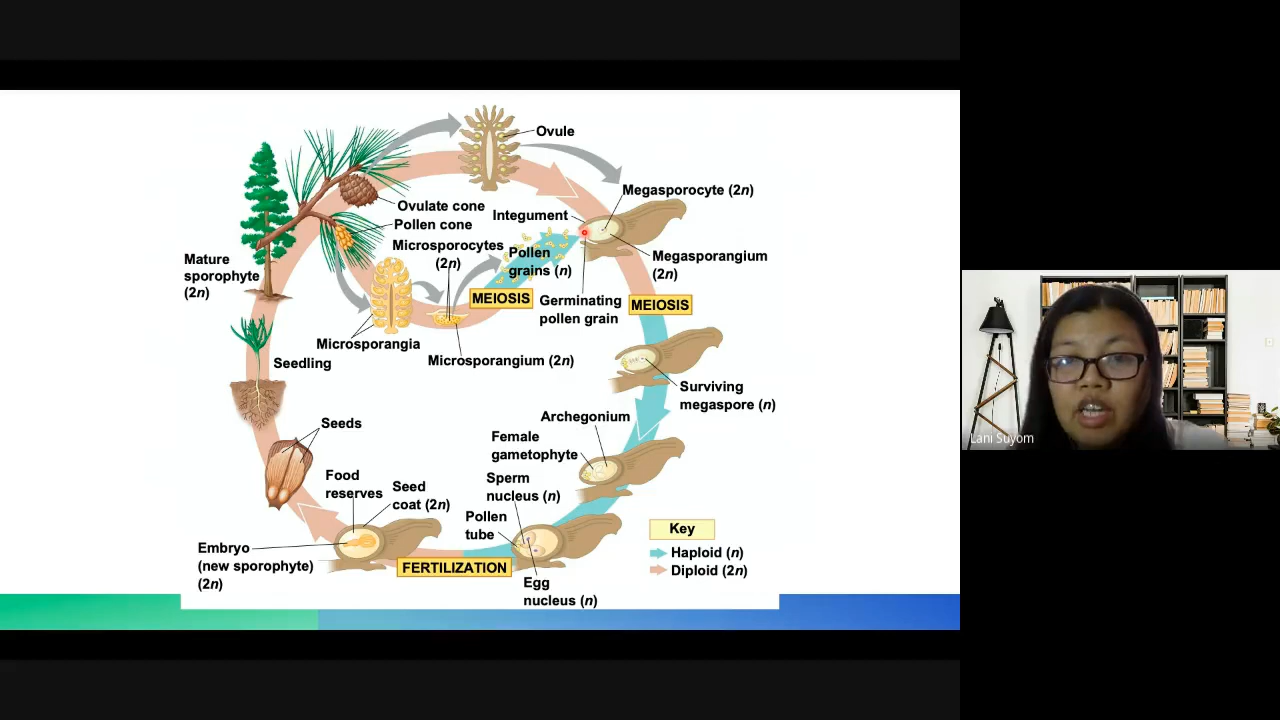 Ovule
Megasporocyte (2n)
Ovulate cone
Integument
Pollen cone
Microsporocytes
(2n)
Pollen
grains (n)
Megasporangium
(2n)
Mature
sporophyte
(2n)
MEIOSIS
Germinating
pollen grain
MEIOSIS
Microsporangia
Microsporangium (2n)
Seedling
Surviving
megaspore (n)
Archegonium
Seeds
Female
gametophyte
Food
reserves
Seed
coat (2n)
Sperm
nucleus (n)
Pollen
tube
Key
Haploid (n)
Diploid (2n)
Embryo
(new sporophyte)
(2n)
FERTILIZATION
Egg
nucleus (n)
Lani Suyom